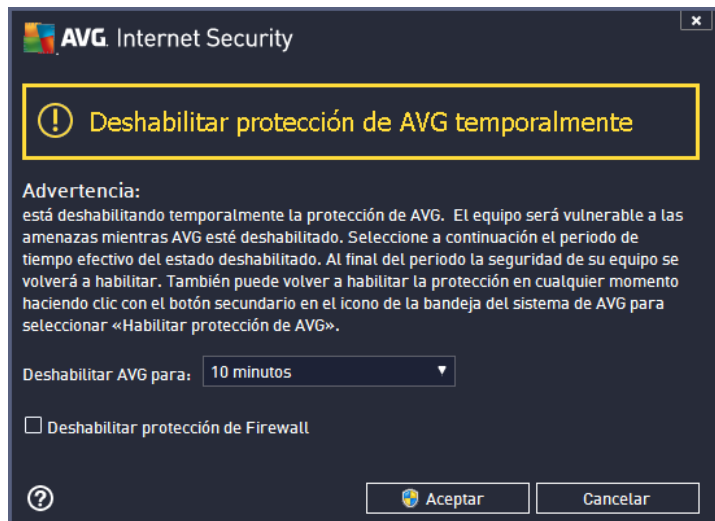 AVG. Internet Security
Deshabilitar protección de AVG temporalmente
Advertencia:
está deshabilitando temporalmente la protección de AVG. El equipo será vulnerable a las
amenazas mientras AVG esté deshabilitado. Seleccione a continuación el periodo de
tiempo efectivo del estado deshabilitado. Al final del periodo la seguridad de su equipo se
volverá a habilitar. También puede volver a habilitar la protección en cualquier momento
haciendo clic con el botón secundario en el icono de la bandeja del sistema de AVG para
seleccionar «Habilitar protección de AVG».
Deshabilitar AVG para: 10 minutos
Deshabilitar protección de Firewall
Aceptar Cancelar